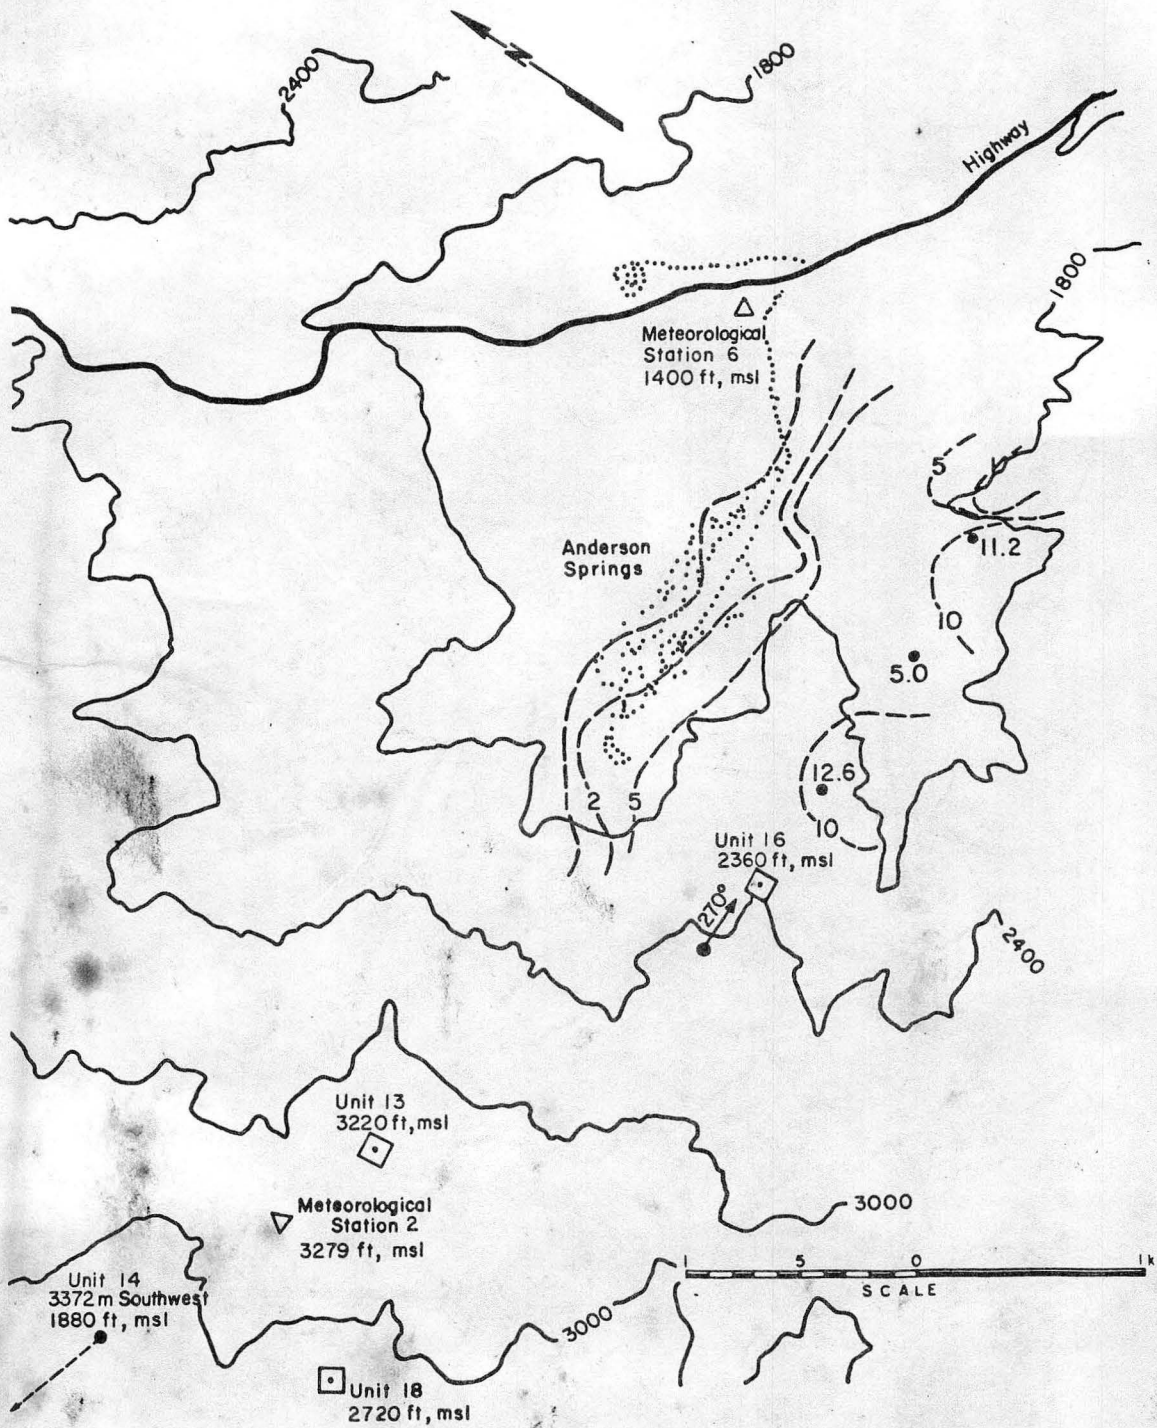 N
2400
1800
Highway
1800
Meteorological
Station 6
1400 ft, msl
5
1
11.2
Anderson
Springs
10
5.0
12.6
2
5
10
Unit 16
2360 ft, msl
270°
2400
Unit 13
3220 ft, msl
Meteorological
Station 2
3279 ft, msl
3000
Unit 14
3372 m Southwest
1880 ft, msl
1 5 0 1 k
SCALE
3000
Unit 18
2720 ft, msl